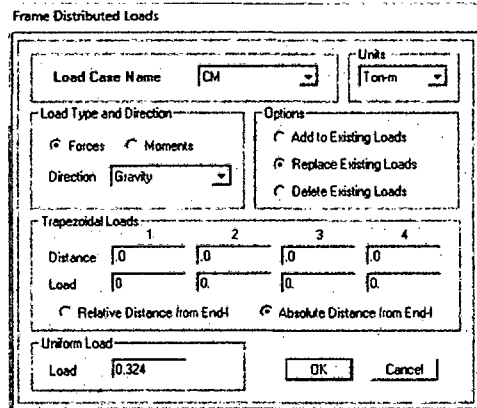 Frame Distributed Loads
Units
Load Case Name CM Ton-m
Load Type and Direction
Forces Moments
Direction Gravity
Options
Add to Existing Loads
Replace Existing Loads
Delete Existing Loads
Trapezoidal Loads
1 2 3 4
Distance .0 .0 .0 .0
Load 0 0. 0. 0.
Relative Distance from End-I Absolute Distance from End-I
Uniform Load
Load 0.324
OK Cancel